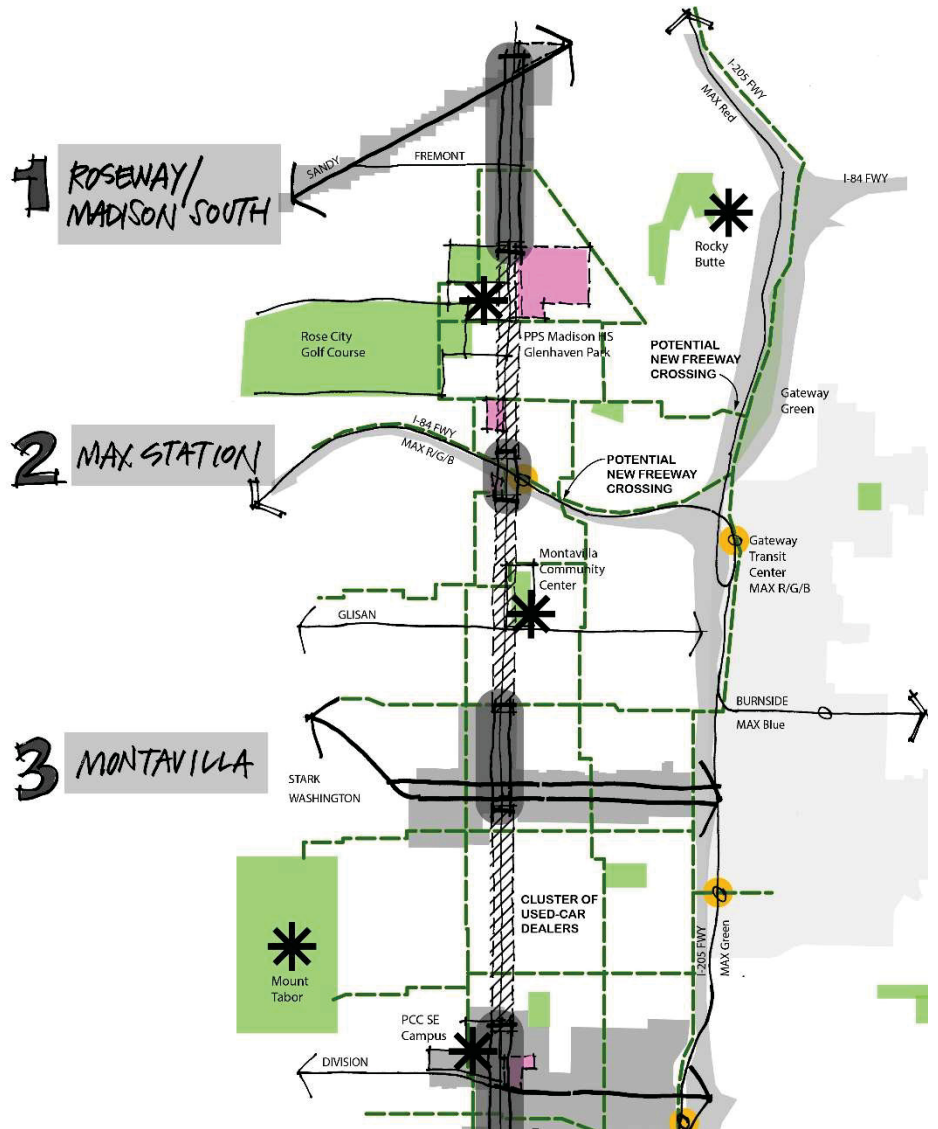 I-205 FWY
MAX Red
I-84 FWY
1 ROSEWAY/
MADISON SOUTH
SANDY
FREMONT
Rocky
Butte
Rose City
Golf Course
PPS Madison HS
Glenhaven Park
POTENTIAL
NEW FREEWAY
CROSSING
Gateway
Green
2 MAX STATION
I-84 FWY
MAX R/G/B
POTENTIAL
NEW FREEWAY
CROSSING
Gateway
Transit
Center
MAX R/G/B
Montavilla
Community
Center
GLISAN
BURNSIDE
MAX Blue
3 MONTAVILLA
STARK
WASHINGTON
CLUSTER OF
USED-CAR
DEALERS
I-205 FWY
MAX Green
Mount
Tabor
PCC SE
Campus
DIVISION